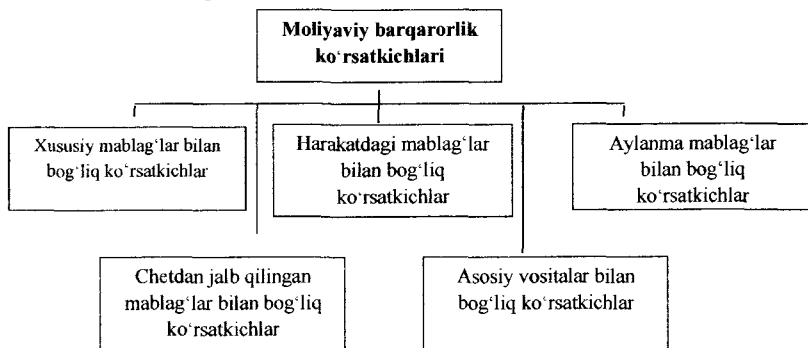 Moliyaviy barqarorlik
ko‘rsatkichlari
Xususiy mablag‘lar bilan
bog‘liq ko‘rsatkichlar
Harakatdagi mablag‘lar
bilan bog‘liq
ko‘rsatkichlar
Aylanma mablag‘lar
bilan bog‘liq
ko‘rsatkichlar
Chetdan jalb qilingan
mablag‘lar bilan bog‘liq
ko‘rsatkichlar
Asosiy vositalar bilan
bog‘liq ko‘rsatkichlar